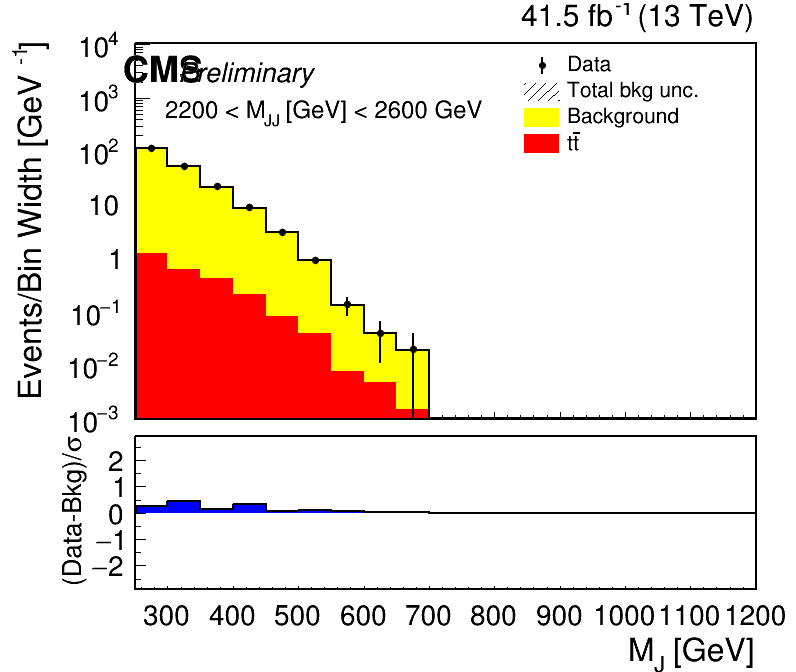 41.5 fb⁻¹ (13 TeV)
CMS Preliminary
2200 < M_JJ [GeV] < 2600 GeV
Data
Total bkg unc.
Background
tt̄
Events/Bin Width [GeV⁻¹]
10⁴
10³
10²
10
1
10⁻¹
10⁻²
10⁻³
(Data-Bkg)/σ
2
1
0
−1
−2
300 400 500 600 700 800 900 1000 1100 1200
M_J [GeV]